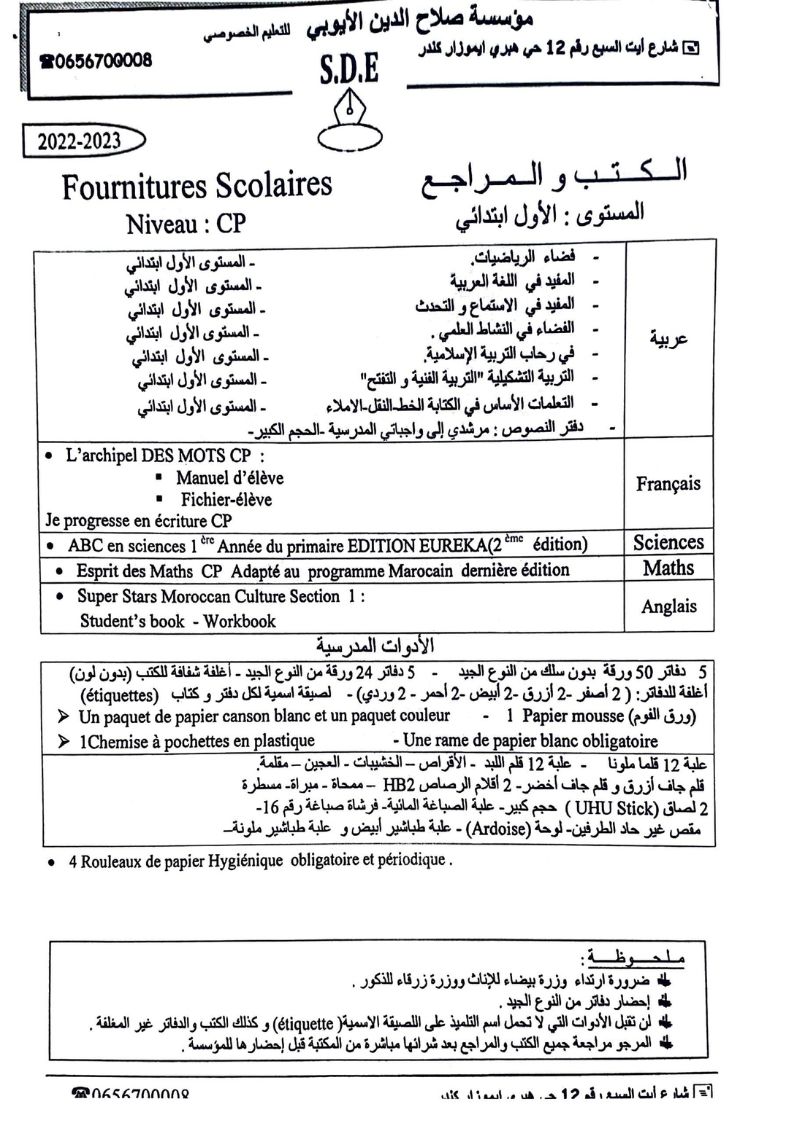 مؤسسة صلاح الدين الأيوبي للتعليم الخصوصي
شارع أيت السبع رقم 12 حي هبري ايموزار كندر
☎0656700008
S.D.E
2022-2023
الـكـتـب و الـمـراجـع
Fournitures Scolaires
المستوى : الأول ابتدائي
Niveau : CP
عربية
- فضاء الرياضيات. - المستوى الأول ابتدائي
- المفيد في اللغة العربية - المستوى الأول ابتدائي
- المفيد في الاستماع و التحدث - المستوى الأول ابتدائي
- الفضاء في النشاط العلمي . - المستوى الأول ابتدائي
- في رحاب التربية الإسلامية. - المستوى الأول ابتدائي
- التربية التشكيلية "التربية الفنية و التفتح" - المستوى الأول ابتدائي
- التعلمات الأساس في الكتابة الخط-النقل-الاملاء - المستوى الأول ابتدائي
- دفتر النصوص : مرشدي إلى واجباتي المدرسية -الحجم الكبير-
• L'archipel DES MOTS CP :
▪ Manuel d'élève
▪ Fichier-élève
Je progresse en écriture CP
Français
• ABC en sciences 1 ère Année du primaire EDITION EUREKA(2 ème édition) Sciences
• Esprit des Maths CP Adapté au programme Marocain dernière édition Maths
• Super Stars Moroccan Culture Section 1 :
Student's book - Workbook
Anglais
الأدوات المدرسية
5 دفاتر 50 ورقة بدون سلك من النوع الجيد - 5 دفاتر 24 ورقة من النوع الجيد - أغلفة شفافة للكتب (بدون لون)
أغلفة للدفاتر: ( 2 أصفر -2 أزرق -2 أبيض -2 أحمر - 2 وردي) - لصيقة اسمية لكل دفتر و كتاب (étiquettes)
➤ Un paquet de papier canson blanc et un paquet couleur - 1 Papier mousse (ورق الفوم)
➤ 1Chemise à pochettes en plastique - Une rame de papier blanc obligatoire
علبة 12 قلما ملونا - علبة 12 قلم اللبد - الأقراص – الخشيبات - العجين – مقلمة.
قلم جاف أزرق و قلم جاف أخضر- 2 أقلام الرصاص HB2 – ممحاة - مبراة- مسطرة
2 لصاق (UHU Stick ) حجم كبير- علبة الصباغة المائية- فرشاة صباغة رقم 16-
مقص غير حاد الطرفين- لوحة (Ardoise) - علبة طباشير أبيض و علبة طباشير ملونة–
• 4 Rouleaux de papier Hygiénique obligatoire et périodique .
مـلـحـوظـة :
ضرورة ارتداء وزرة بيضاء للإناث ووزرة زرقاء للذكور .
إحضار دفاتر من النوع الجيد .
لن تقبل الأدوات التي لا تحمل اسم التلميذ على اللصيقة الاسمية( étiquette) و كذلك الكتب والدفاتر غير المغلفة .
المرجو مراجعة جميع الكتب والمراجع بعد شرائها مباشرة من المكتبة قبل إحضارها للمؤسسة .
شارع أيت السبع رقم 12 حي هبري ايموزار كندر
☎0656700008